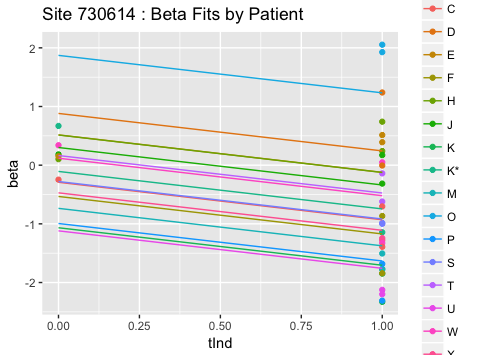 Site 730614 : Beta Fits by Patient
2
1
0
-1
-2
beta
0.00 0.25 0.50 0.75 1.00
tInd
C
D
E
F
H
J
K
K*
M
O
P
S
T
U
W